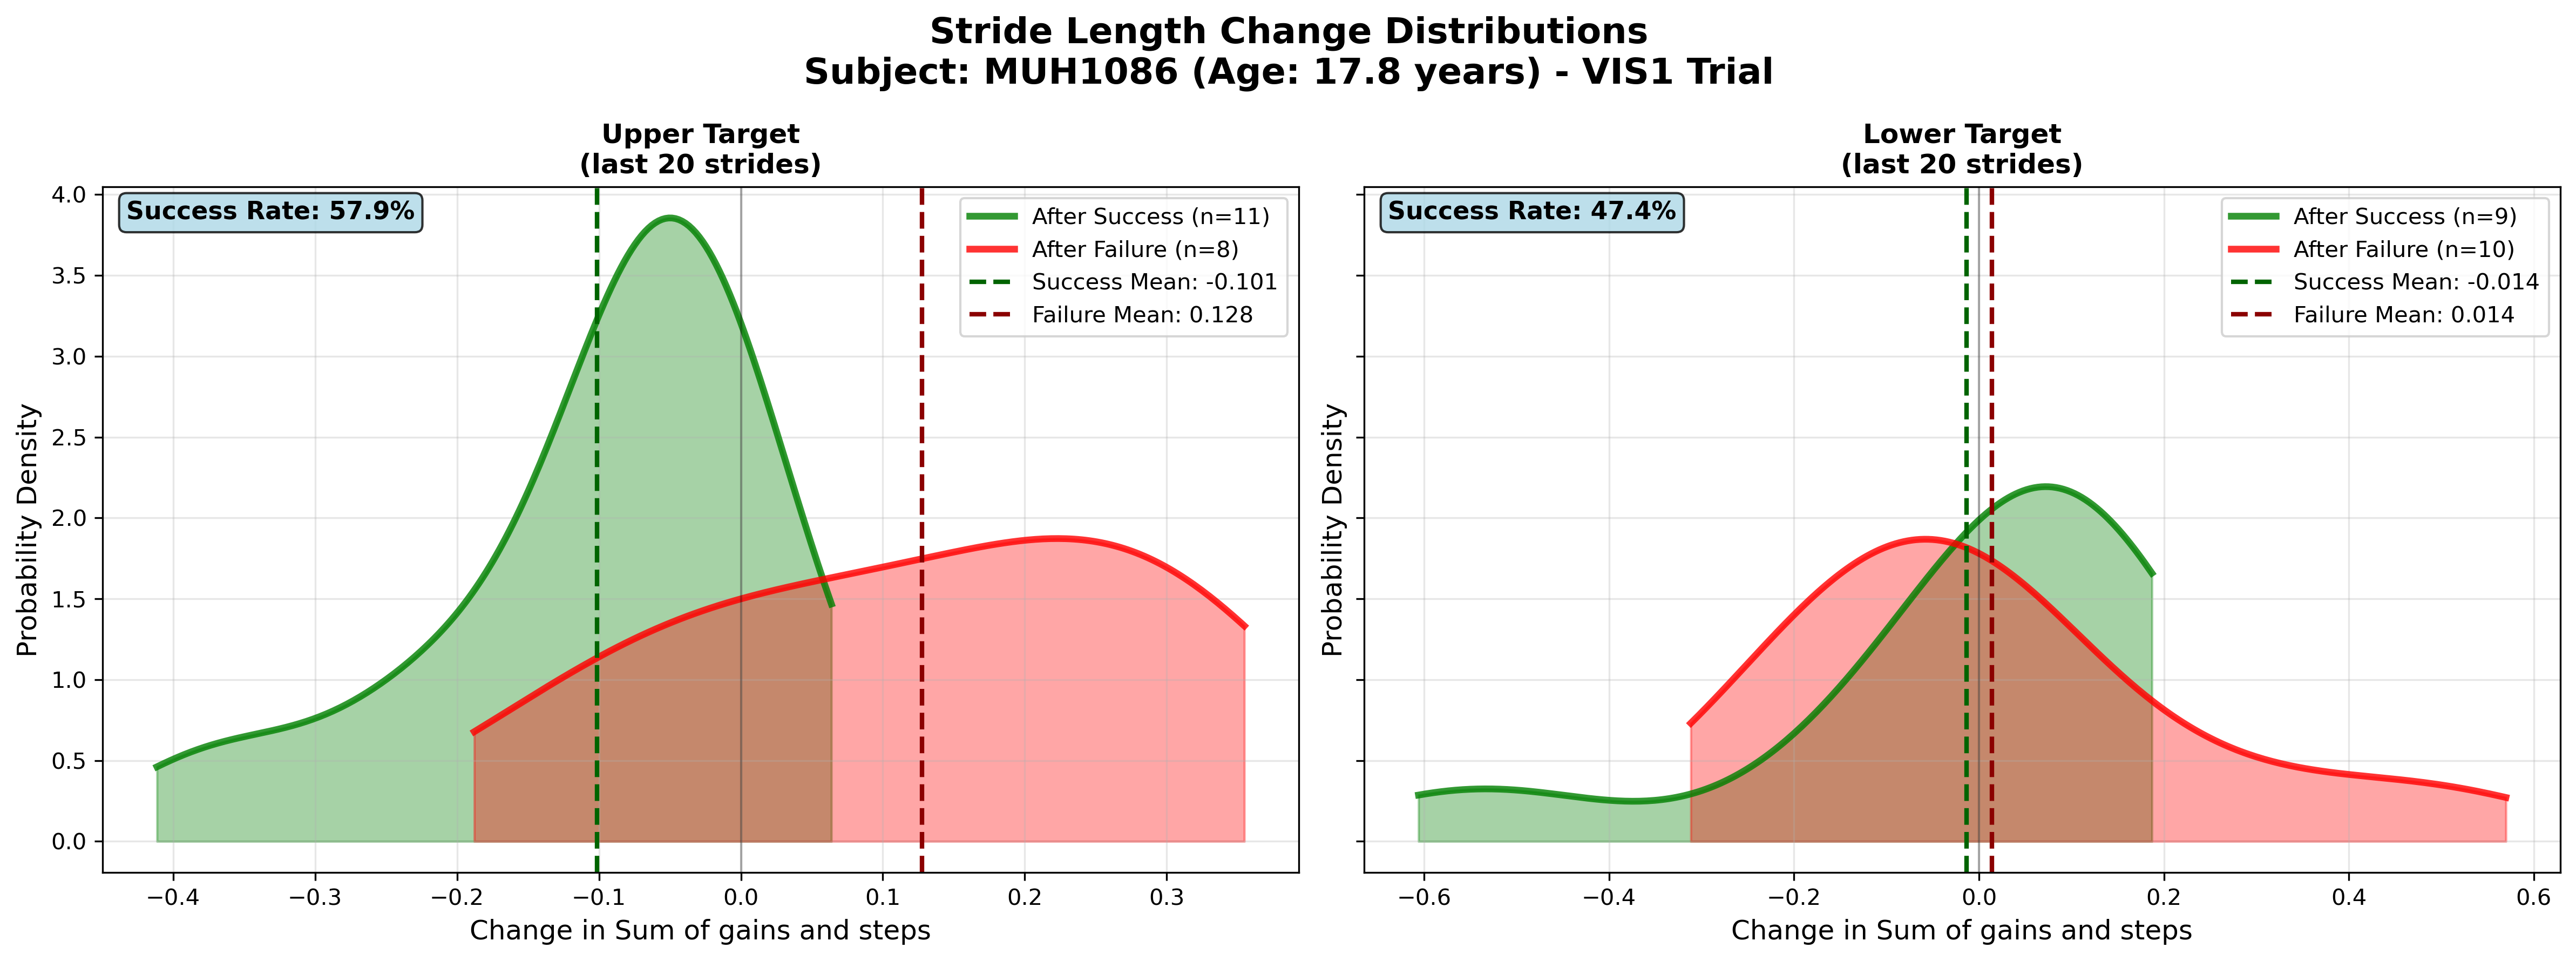 Stride Length Change Distributions
Subject: MUH1086 (Age: 17.8 years) - VIS1 Trial
Upper Target
(last 20 strides)
Success Rate: 57.9%
After Success (n=11)
After Failure (n=8)
Success Mean: -0.101
Failure Mean: 0.128
Probability Density
4.0
3.5
3.0
2.5
2.0
1.5
1.0
0.5
0.0
−0.4 −0.3 −0.2 −0.1 0.0 0.1 0.2 0.3
Change in Sum of gains and steps
Lower Target
(last 20 strides)
Success Rate: 47.4%
After Success (n=9)
After Failure (n=10)
Success Mean: -0.014
Failure Mean: 0.014
Probability Density
−0.6 −0.4 −0.2 0.0 0.2 0.4 0.6
Change in Sum of gains and steps